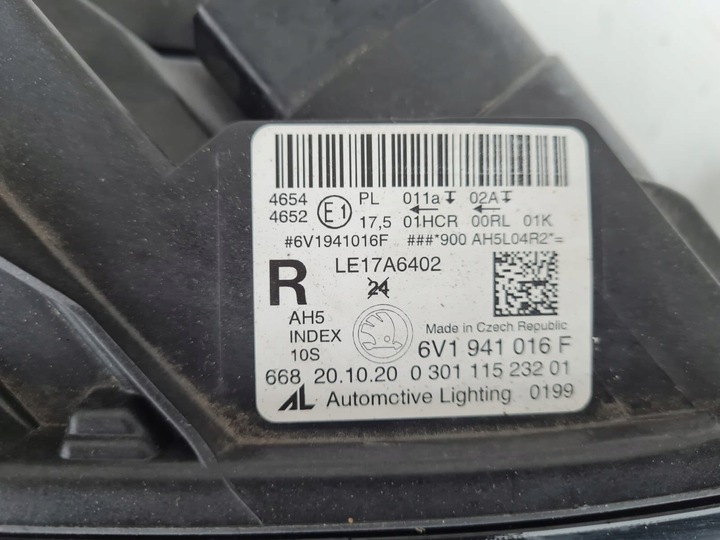 4654 E1 PL 011a 02A
4652 17,5 01HCR 00RL 01K
#6V1941016F ###*900 AH5L04R2*=
R LE17A6402
24
AH5
INDEX
10S
Made in Czech Republic
6V1 941 016 F
668 20.10.20 0 301 115 232 01
AL Automotive Lighting 0199